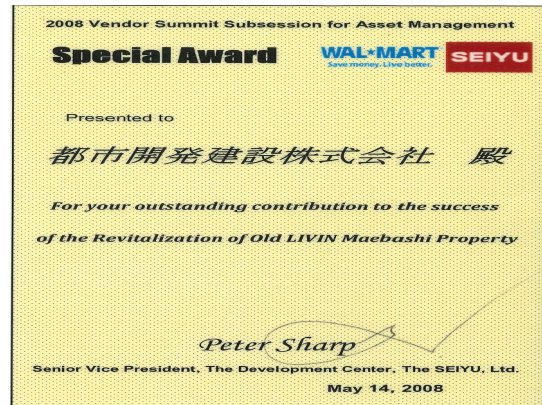 2008 Vendor Summit Subsession for Asset Management
Special Award
WAL★MART
Save money. Live better.
SEIYU
Presented to
都市開発建設株式会社 殿
For your outstanding contribution to the success
of the Revitalization of Old LIVIN Maebashi Property
Peter Sharp
Senior Vice President, The Development Center, The SEIYU, Ltd.
May 14, 2008